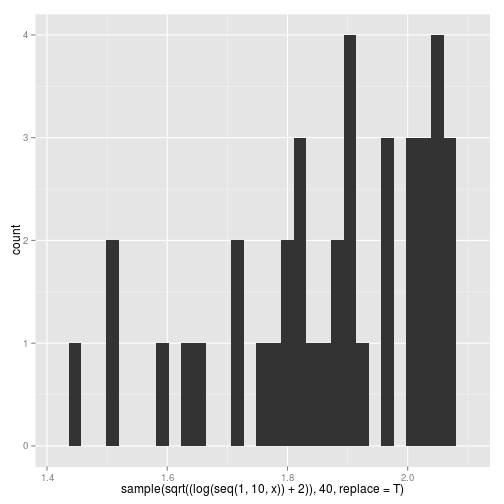 4
3
2
1
0
count
1.4 1.6 1.8 2.0
sample(sqrt((log(seq(1, 10, x)) + 2)), 40, replace = T)